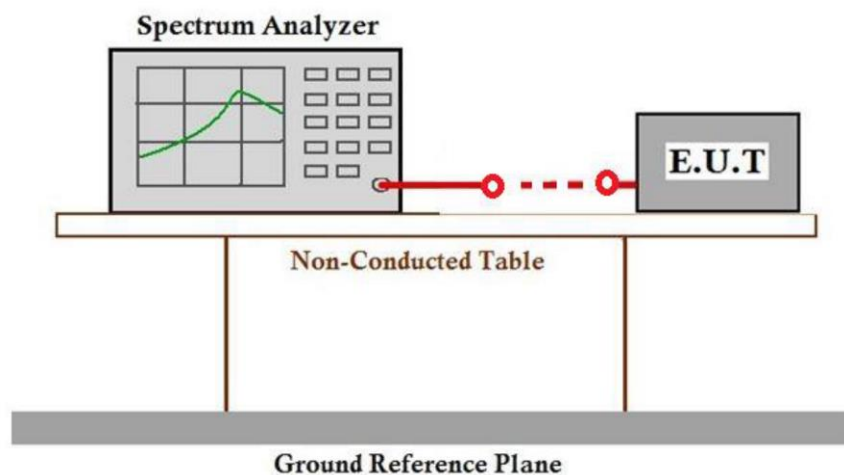 Spectrum Analyzer
E.U.T
Non-Conducted Table
Ground Reference Plane